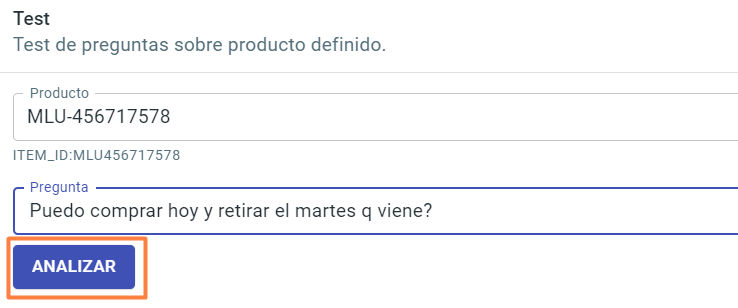 Test
Test de preguntas sobre producto definido.
Producto
MLU-456717578
ITEM_ID:MLU456717578
Pregunta
Puedo comprar hoy y retirar el martes q viene?
ANALIZAR